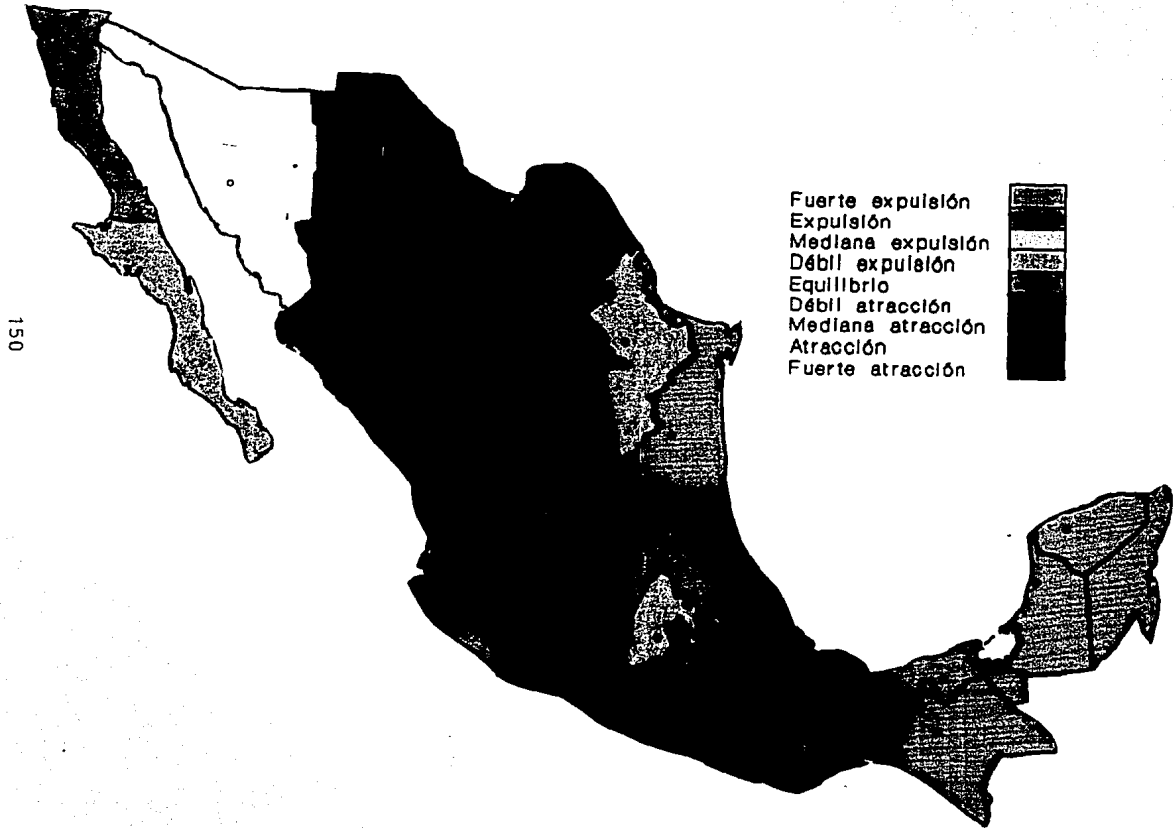 Fuerte expulsión
Expulsión
Mediana expulsión
Débil expulsión
Equilibrio
Débil atracción
Mediana atracción
Atracción
Fuerte atracción
150